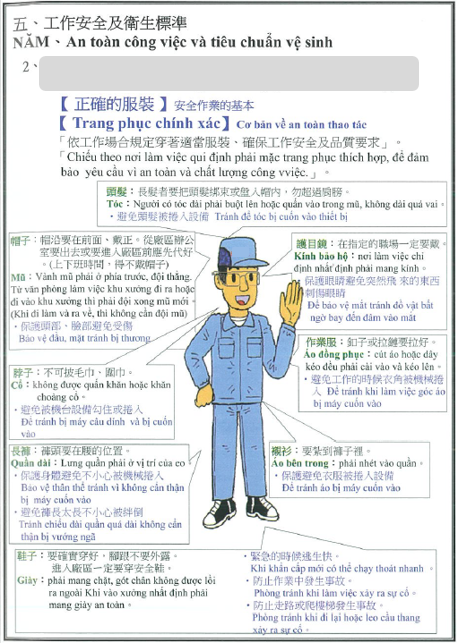 五、工作安全及衛生標準
NĂM、An toàn công việc và tiêu chuẩn vệ sinh
2、
【 正確的服裝 】安全作業的基本
【 Trang phục chính xác】Cơ bản về an toàn thao tác
「依工作場合規定穿著適當服裝、確保工作安全及品質要求」。
「Chiếu theo nơi làm việc qui định phải mặc trang phục thích hợp, để đảm
bảo yêu cầu vì an toàn và chất lượng công vviệc.」。
頭髮：長髮者要把頭髮綁束或盤入帽內，勿超過肩膀。
Tóc：Người có tóc dài phải buột lên hoặc quấn vào trong mũ, không dài quá vai.
・避免頭髮被捲入設備 Tránh để tóc bị cuốn vào thiết bị
帽子：帽沿要在前面、戴正。從廠區辦公
室要出去或要進入廠區前應先代好
。(上下班時間，得不戴帽子)
Mũ：Vành mũ phải ở phía trước, đội thẳng.
Từ văn phòng làm việc khu xưởng đi ra hoặc
đi vào khu xưởng thì phải đội xong mũ mới。
(Khi đi làm và ra về, thì không cần đội mũ)
・保護頭部、臉部避免受傷
Bảo vệ đầu, mặt tránh bị thương
護目鏡：在指定的職場一定要戴。
Kính bảo hộ：nơi làm việc chỉ
định nhất định phải mang kính.
・保護眼睛避免突然飛 來的東西
刺傷眼睛
Để bảo vệ mắt tránh đồ vật bất
ngờ bay đến đâm vào mắt
作業服：釦子或拉鏈要拉好。
Áo đồng phục：cút áo hoặc dây
kéo đều phải cài vào và kéo lên.
・避免工作的時候衣角被機械捲
入 Để tránh khi làm việc góc áo
bị máy cuốn vào
脖子：不可披毛巾、圍巾。
Cổ：không được quấn khăn hoặc khăn
choàng cổ.
・避免被機台設備勾住或捲入
Để tránh bị máy câu dính và bị cuốn
vào
長褲：褲頭要在腰的位置。
Quần dài：Lưng quần phải ở vị trí của eo
・保護身體避免不小心被機械捲入
Bảo vệ thân thể tránh vì không cẩn thận
bị máy cuốn vào
・避免褲長太長不小心被絆倒
Tránh chiều dài quần quá dài không cẩn
thận bị vướng ngã
襯衫：要紮到褲子裡。
Áo bên trong：phải nhét vào quần.
・保護避免衣服被捲入設備
Để tránh áo bị máy cuốn vào
鞋子：要確實穿好，腳跟不要外露。
進入廠區一定要穿安全鞋。
Giày：phải mang chặt, gót chân không được lồi
ra ngoài Khi vào xưởng nhất định phải
mang giày an toàn.
・緊急的時候逃生快。
Khi khẩn cấp mới có thể chạy thoát nhanh
・防止作業中發生事故。
Phòng tránh khi làm việc xảy ra sự cố.
・防止走路或爬樓梯發生事故。
Phòng tránh khi đi lại hoặc leo cầu thang
xảy ra sự cố.